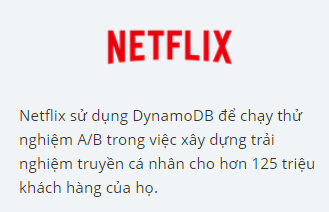 NETFLIX
Netflix sử dụng DynamoDB để chạy thử
nghiệm A/B trong việc xây dựng trải
nghiệm truyền cá nhân cho hơn 125 triệu
khách hàng của họ.